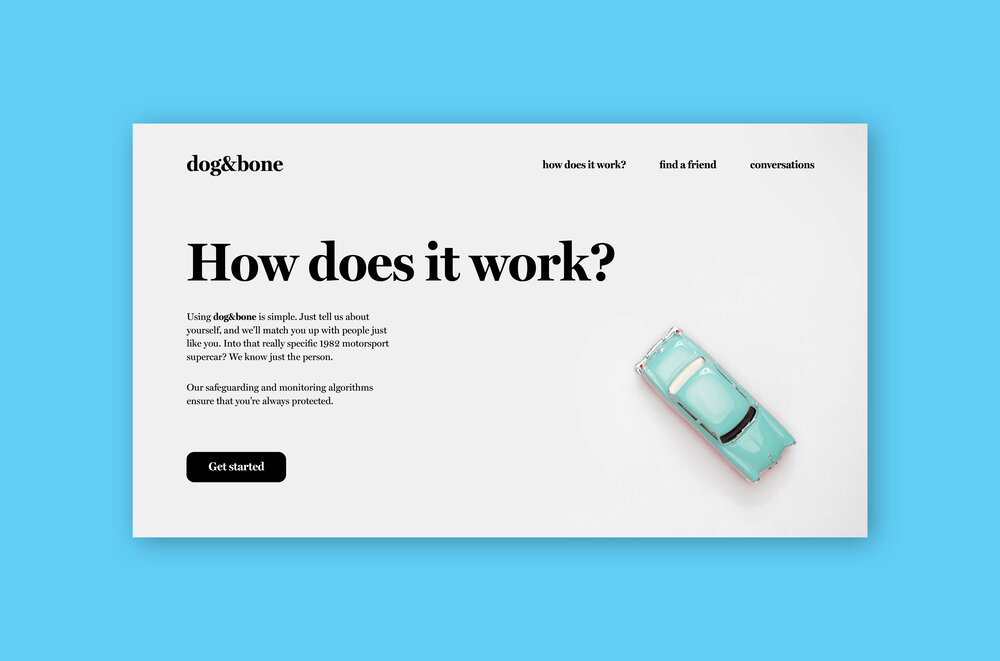 dog&bone
how does it work?
find a friend
conversations
How does it work?
Using dog&bone is simple. Just tell us about
yourself, and we'll match you up with people just
like you. Into that really specific 1982 motorsport
supercar? We know just the person.
Our safeguarding and monitoring algorithms
ensure that you're always protected.
Get started